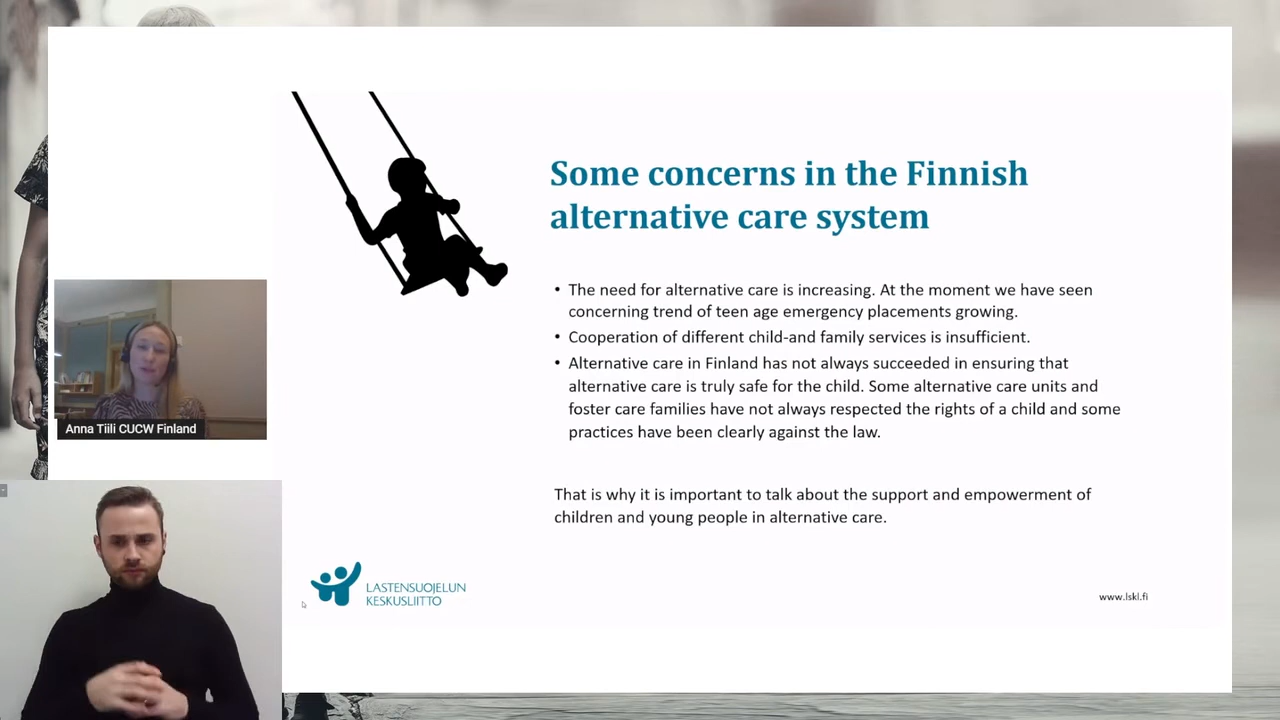 Some concerns in the Finnish
alternative care system
• The need for alternative care is increasing. At the moment we have seen
concerning trend of teen age emergency placements growing.
• Cooperation of different child-and family services is insufficient.
• Alternative care in Finland has not always succeeded in ensuring that
alternative care is truly safe for the child. Some alternative care units and
foster care families have not always respected the rights of a child and some
practices have been clearly against the law.
That is why it is important to talk about the support and empowerment of
children and young people in alternative care.
Anna Tiili CUCW Finland
LASTENSUOJELUN
KESKUSLIITTO
www.lskl.fi